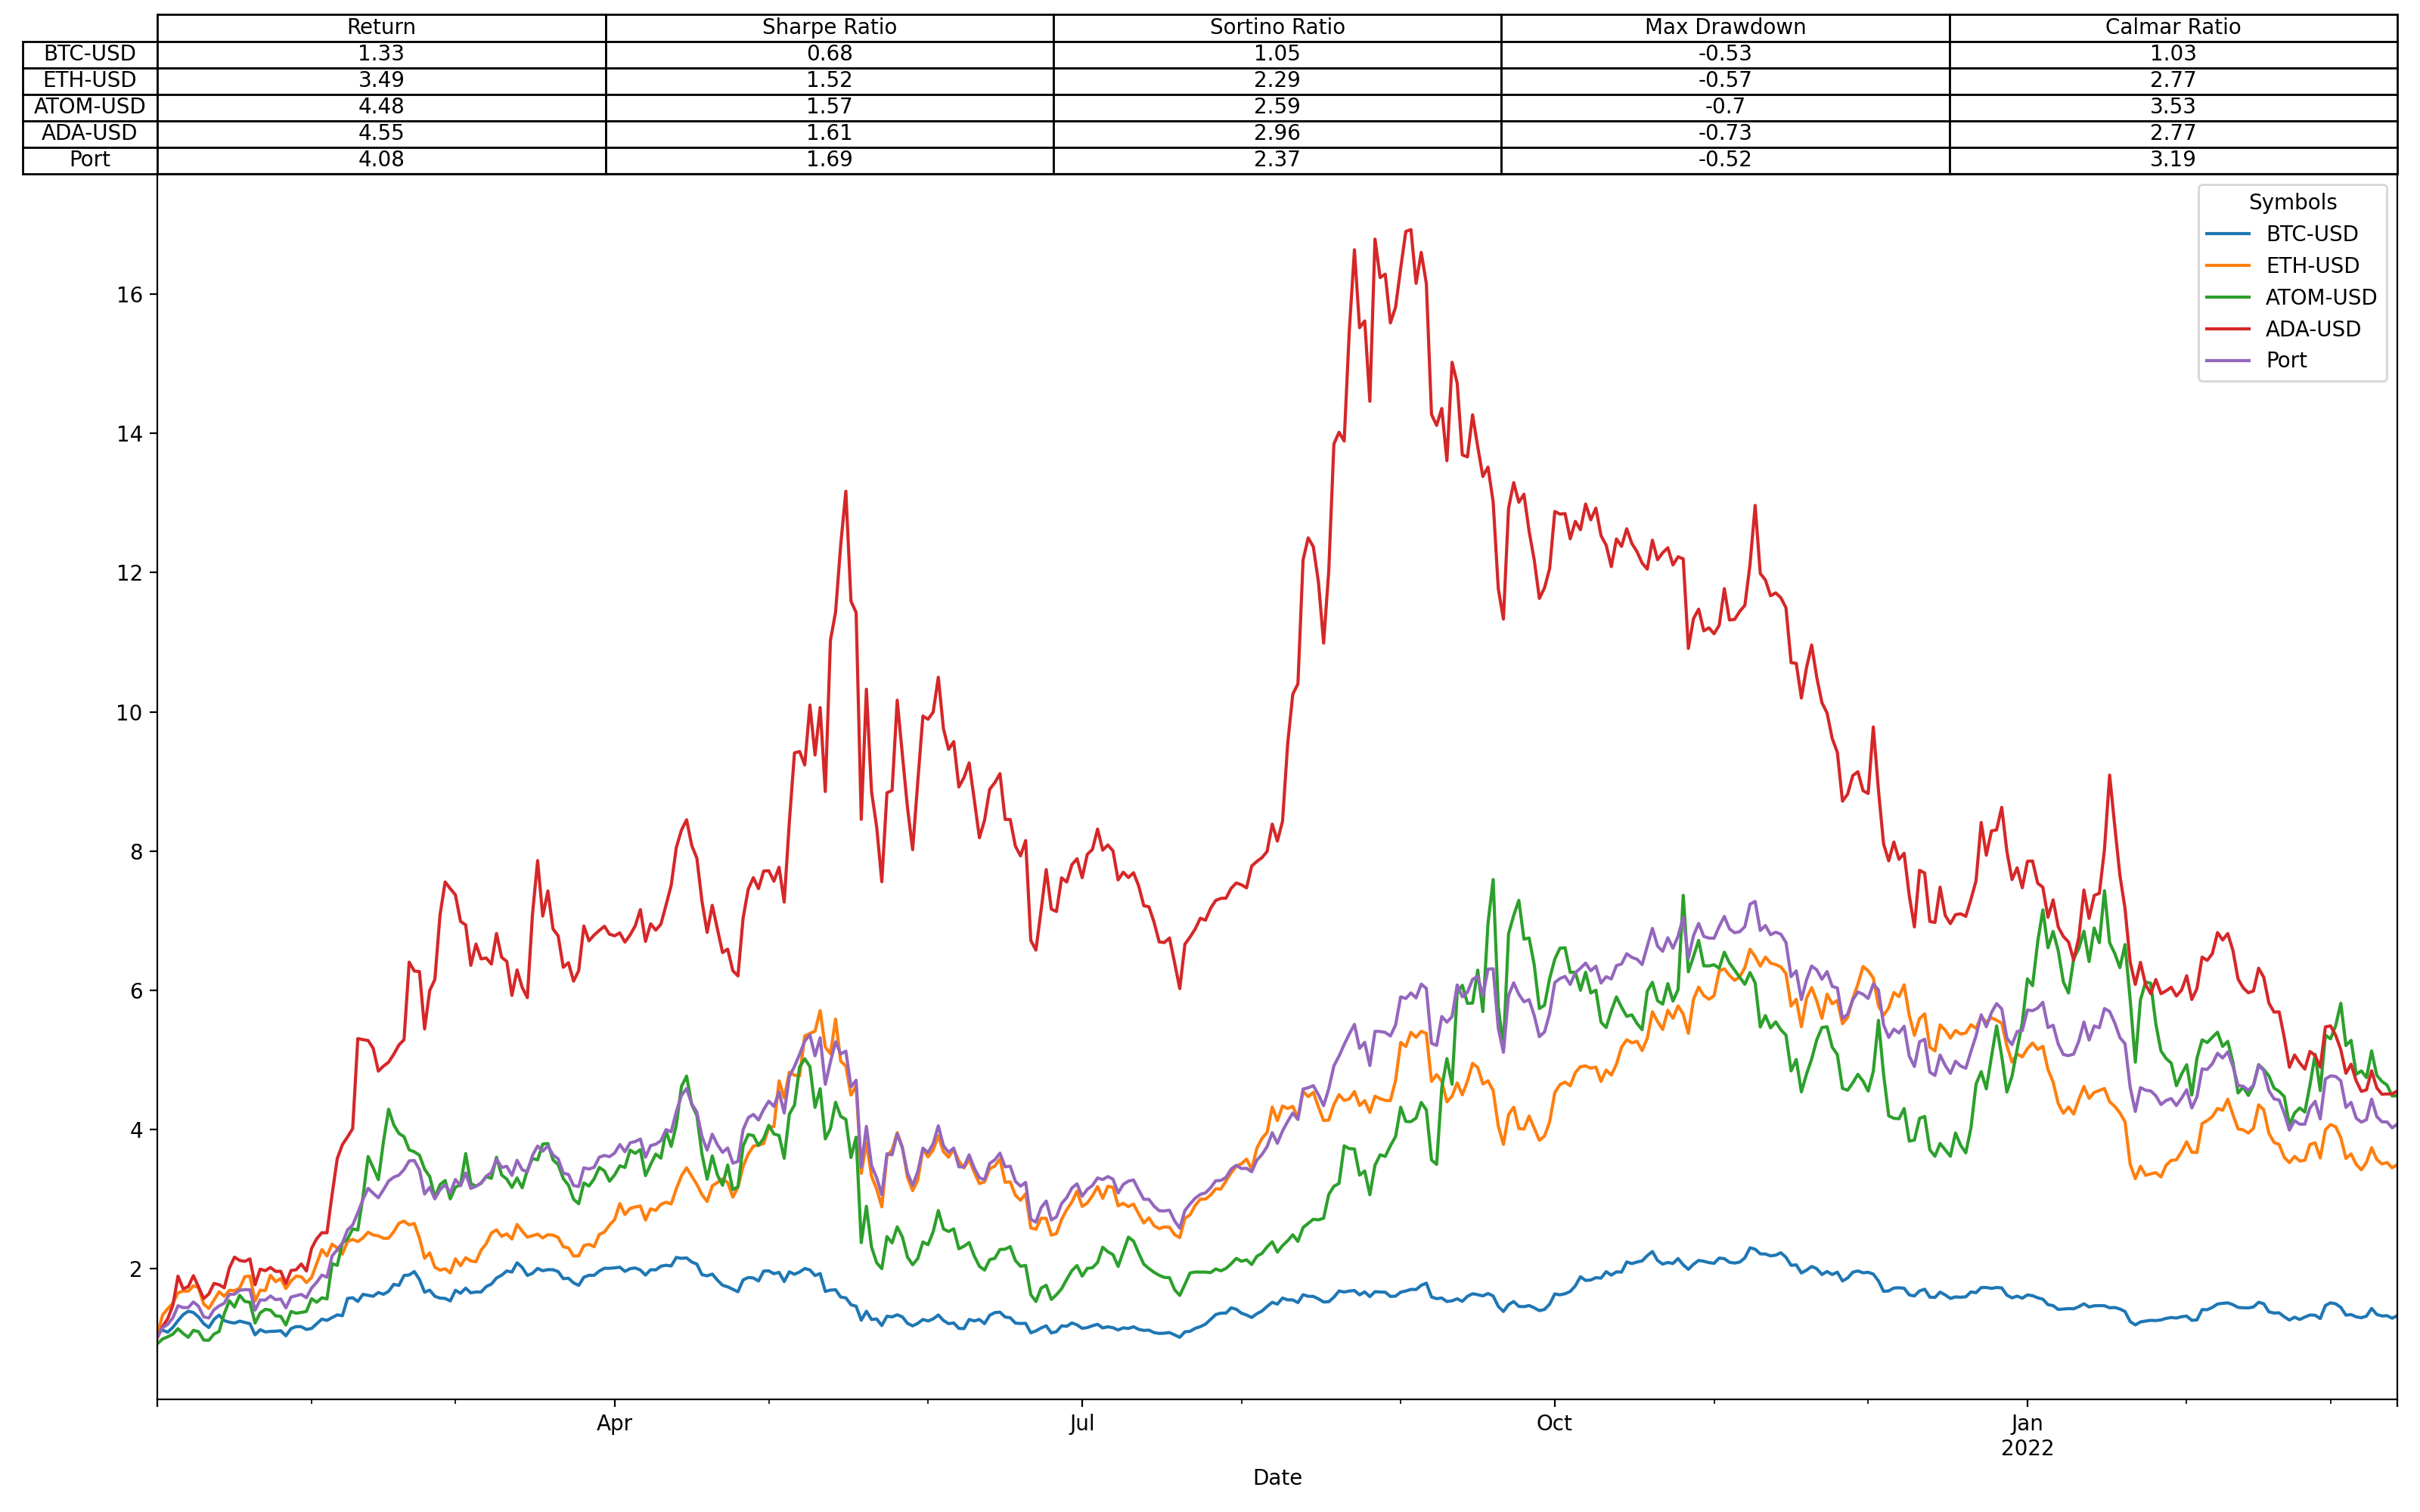 Return Sharpe Ratio Sortino Ratio Max Drawdown Calmar Ratio
BTC-USD 1.33 0.68 1.05 -0.53 1.03
ETH-USD 3.49 1.52 2.29 -0.57 2.77
ATOM-USD 4.48 1.57 2.59 -0.7 3.53
ADA-USD 4.55 1.61 2.96 -0.73 2.77
Port 4.08 1.69 2.37 -0.52 3.19
Symbols
BTC-USD
ETH-USD
ATOM-USD
ADA-USD
Port
16
14
12
10
8
6
4
2
Apr Jul Oct Jan
2022
Date